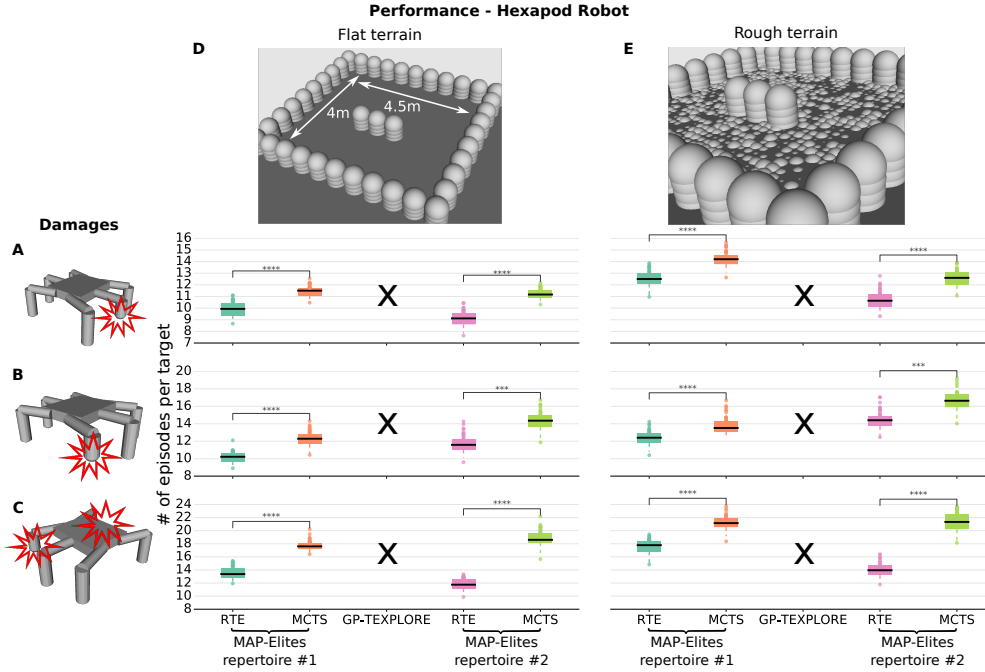 Performance - Hexapod Robot
D
Flat terrain
E
Rough terrain
4m
4.5m
Damages
A
B
C
# of episodes per target
16
15
14
13
12
11
10
9
8
7
****
****
X
****
****
X
20
18
16
14
12
10
8
****
***
X
****
***
X
24
22
20
18
16
14
12
10
8
****
****
X
****
****
X
RTE
MCTS
GP-TEXPLORE
RTE
MCTS
RTE
MCTS
GP-TEXPLORE
RTE
MCTS
MAP-Elites
repertoire #1
MAP-Elites
repertoire #2
MAP-Elites
repertoire #1
MAP-Elites
repertoire #2